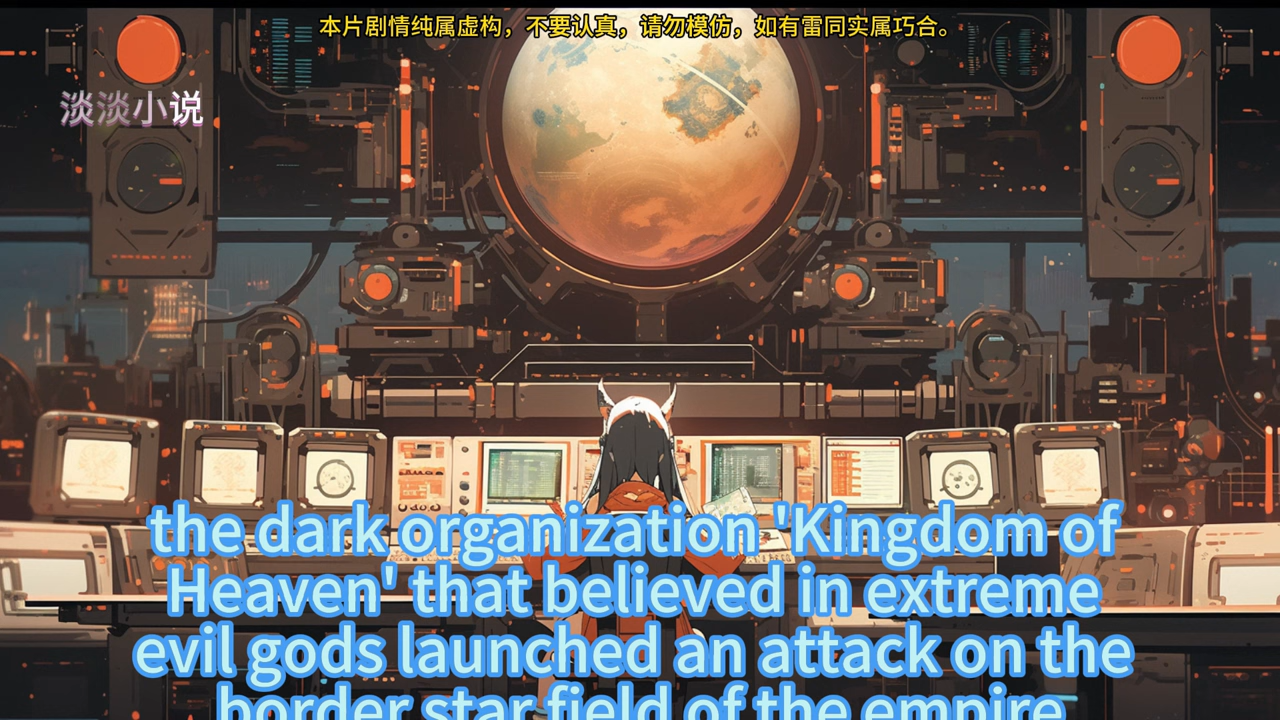 本片剧情纯属虚构，不要认真，请勿模仿，如有雷同实属巧合。
淡淡小说
the dark organization 'Kingdom of
Heaven' that believed in extreme
evil gods launched an attack on the
border star field of the empire